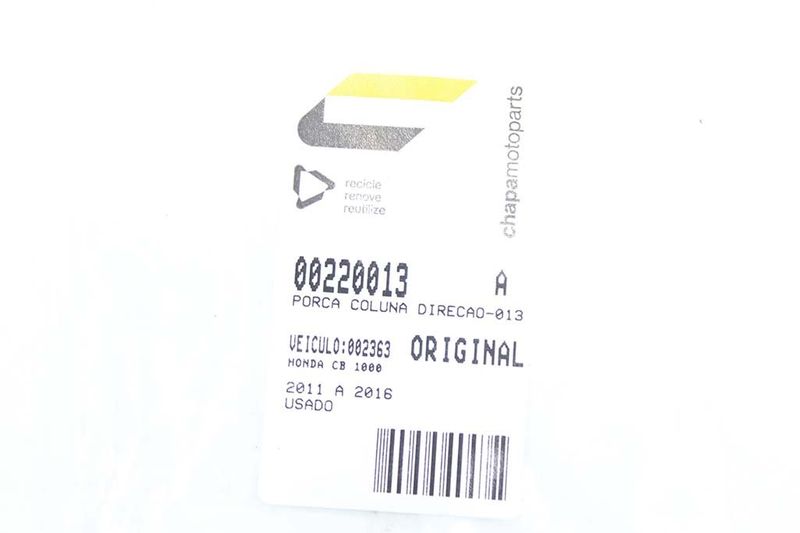 chapamotoparts
recicle
renove
reutilize
00220013 A
PORCA COLUNA DIRECAO-013
VEICULO:002363 ORIGINAL
HONDA CB 1000
2011 A 2016
USADO